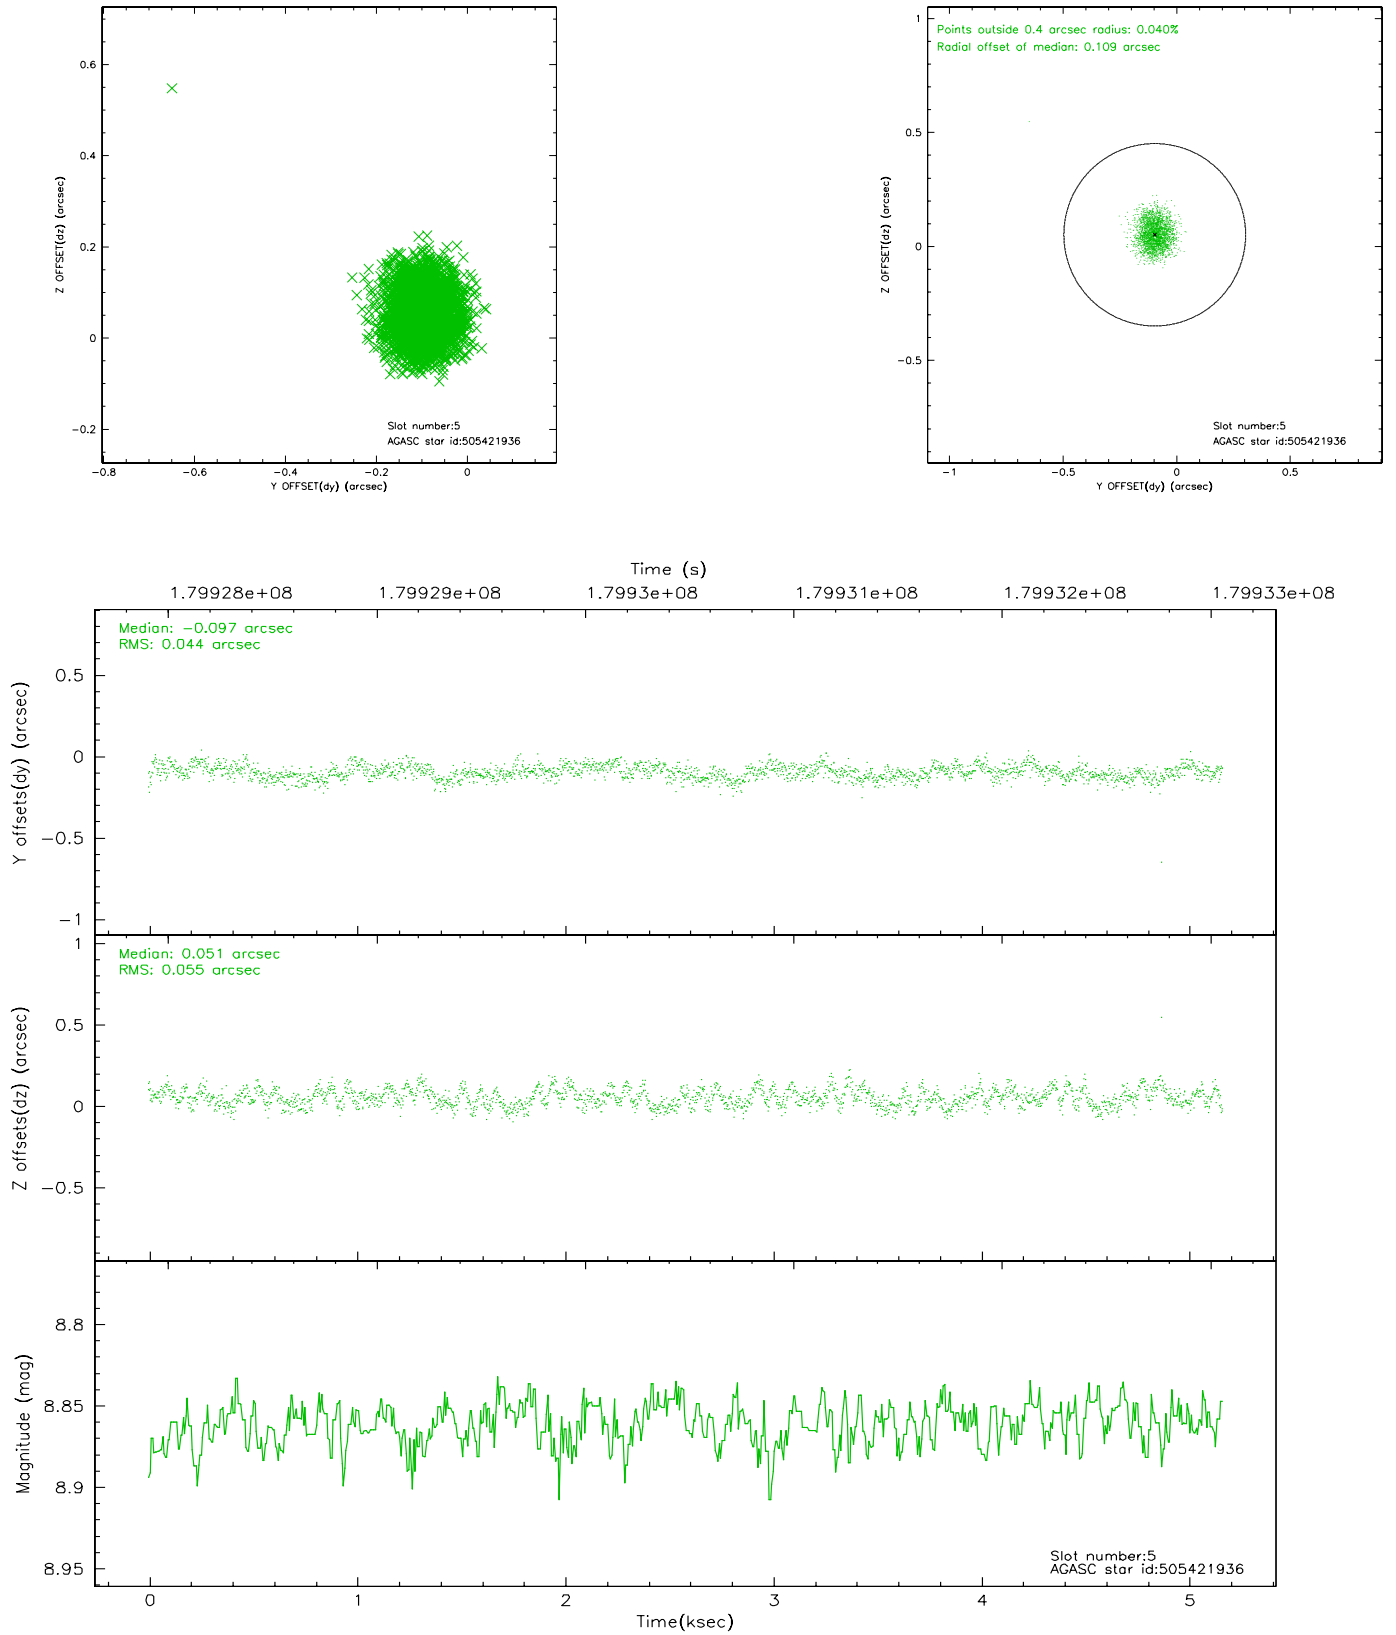 0.6
0.4
0.2
0
−0.2
Z OFFSET(dz) (arcsec)
Slot number:5
AGASC star id:505421936
−0.8 −0.6 −0.4 −0.2 0
Y OFFSET(dy) (arcsec)
Points outside 0.4 arcsec radius: 0.040%
Radial offset of median: 0.109 arcsec
1
0.5
0
−0.5
Z OFFSET(dz) (arcsec)
Slot number:5
AGASC star id:505421936
−1 −0.5 0 0.5
Y OFFSET(dy) (arcsec)
Time (s)
1.79928e+08 1.79929e+08 1.7993e+08 1.79931e+08 1.79932e+08 1.79933e+08
Median: −0.097 arcsec
RMS: 0.044 arcsec
0.5
0
−0.5
−1
Y offsets(dy) (arcsec)
Median: 0.051 arcsec
RMS: 0.055 arcsec
1
0.5
0
−0.5
Z offsets(dz) (arcsec)
8.8
8.85
8.9
8.95
Magnitude (mag)
Slot number:5
AGASC star id:505421936
0 1 2 3 4 5
Time(ksec)